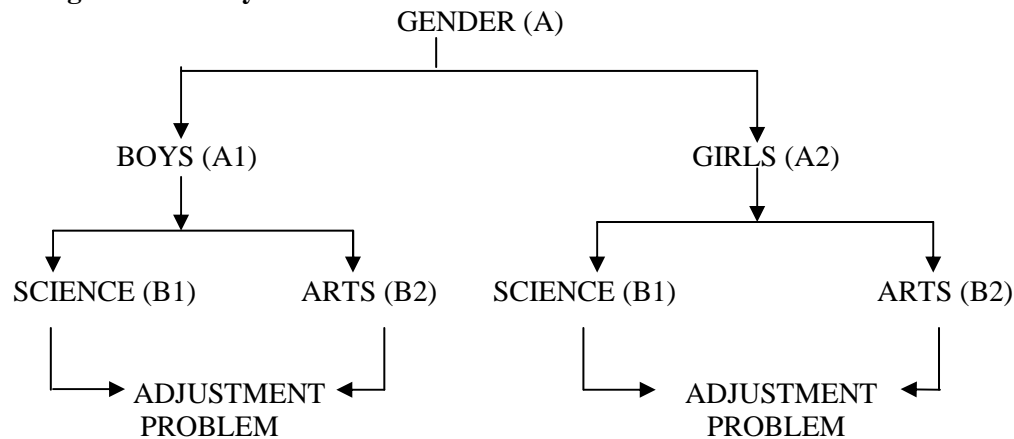 GENDER (A)
BOYS (A1) GIRLS (A2)
SCIENCE (B1) ARTS (B2) SCIENCE (B1) ARTS (B2)
ADJUSTMENT ADJUSTMENT
PROBLEM PROBLEM